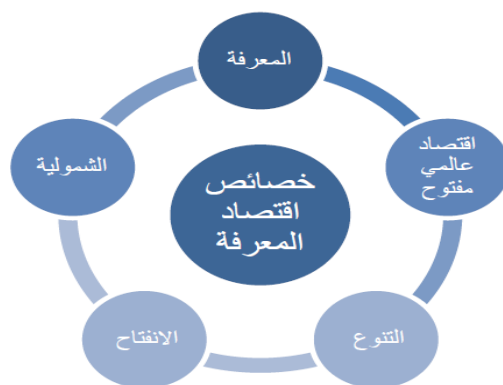 المعرفة
اقتصاد
عالمي
مفتوح
التنوع
الانفتاح
الشمولية
خصائص
اقتصاد
المعرفة